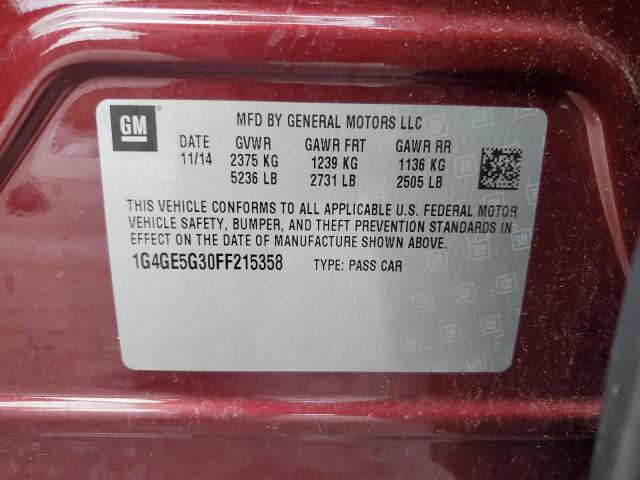 GM
MFD BY GENERAL MOTORS LLC
DATE GVWR GAWR FRT GAWR RR
11/14 2375 KG 1239 KG 1136 KG
5236 LB 2731 LB 2505 LB
THIS VEHICLE CONFORMS TO ALL APPLICABLE U.S. FEDERAL MOTOR
VEHICLE SAFETY, BUMPER, AND THEFT PREVENTION STANDARDS IN
EFFECT ON THE DATE OF MANUFACTURE SHOWN ABOVE.
1G4GE5G30FF215358 TYPE: PASS CAR